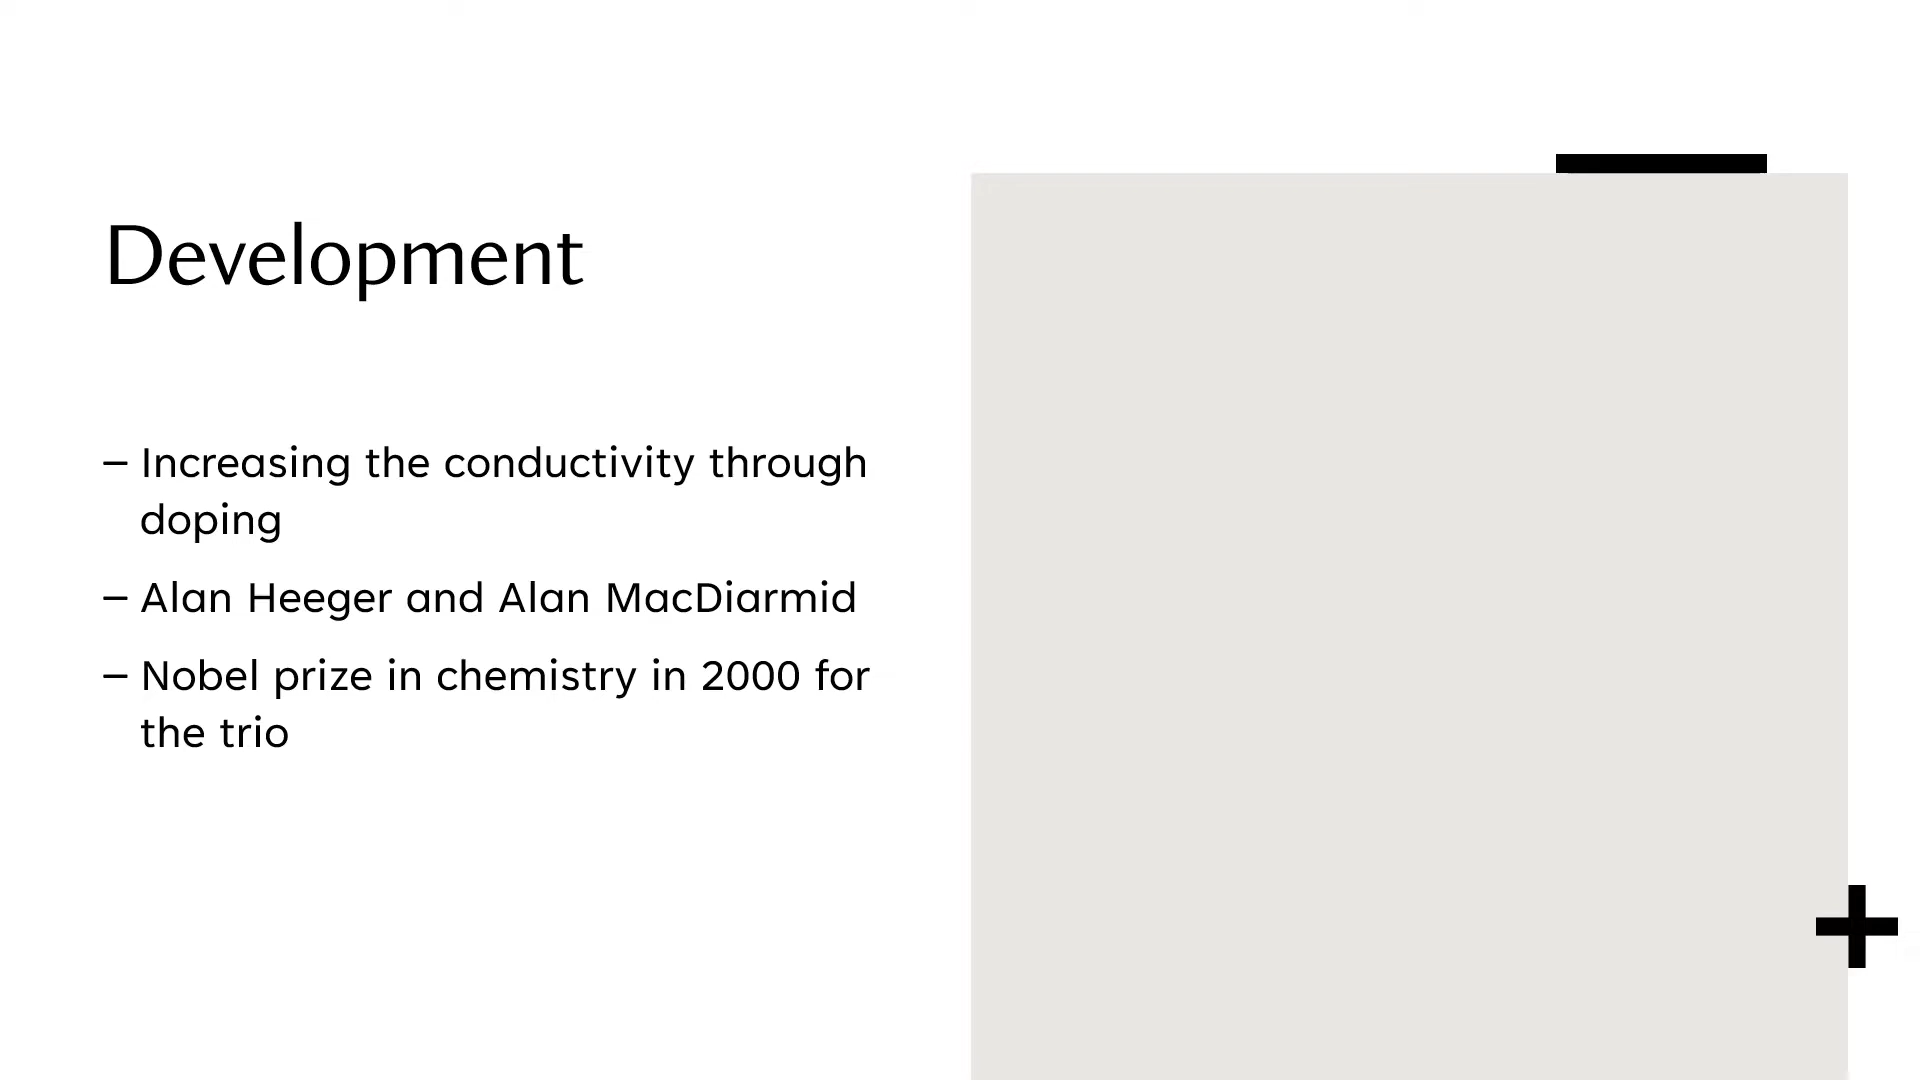 Development
– Increasing the conductivity through
doping
– Alan Heeger and Alan MacDiarmid
– Nobel prize in chemistry in 2000 for
the trio